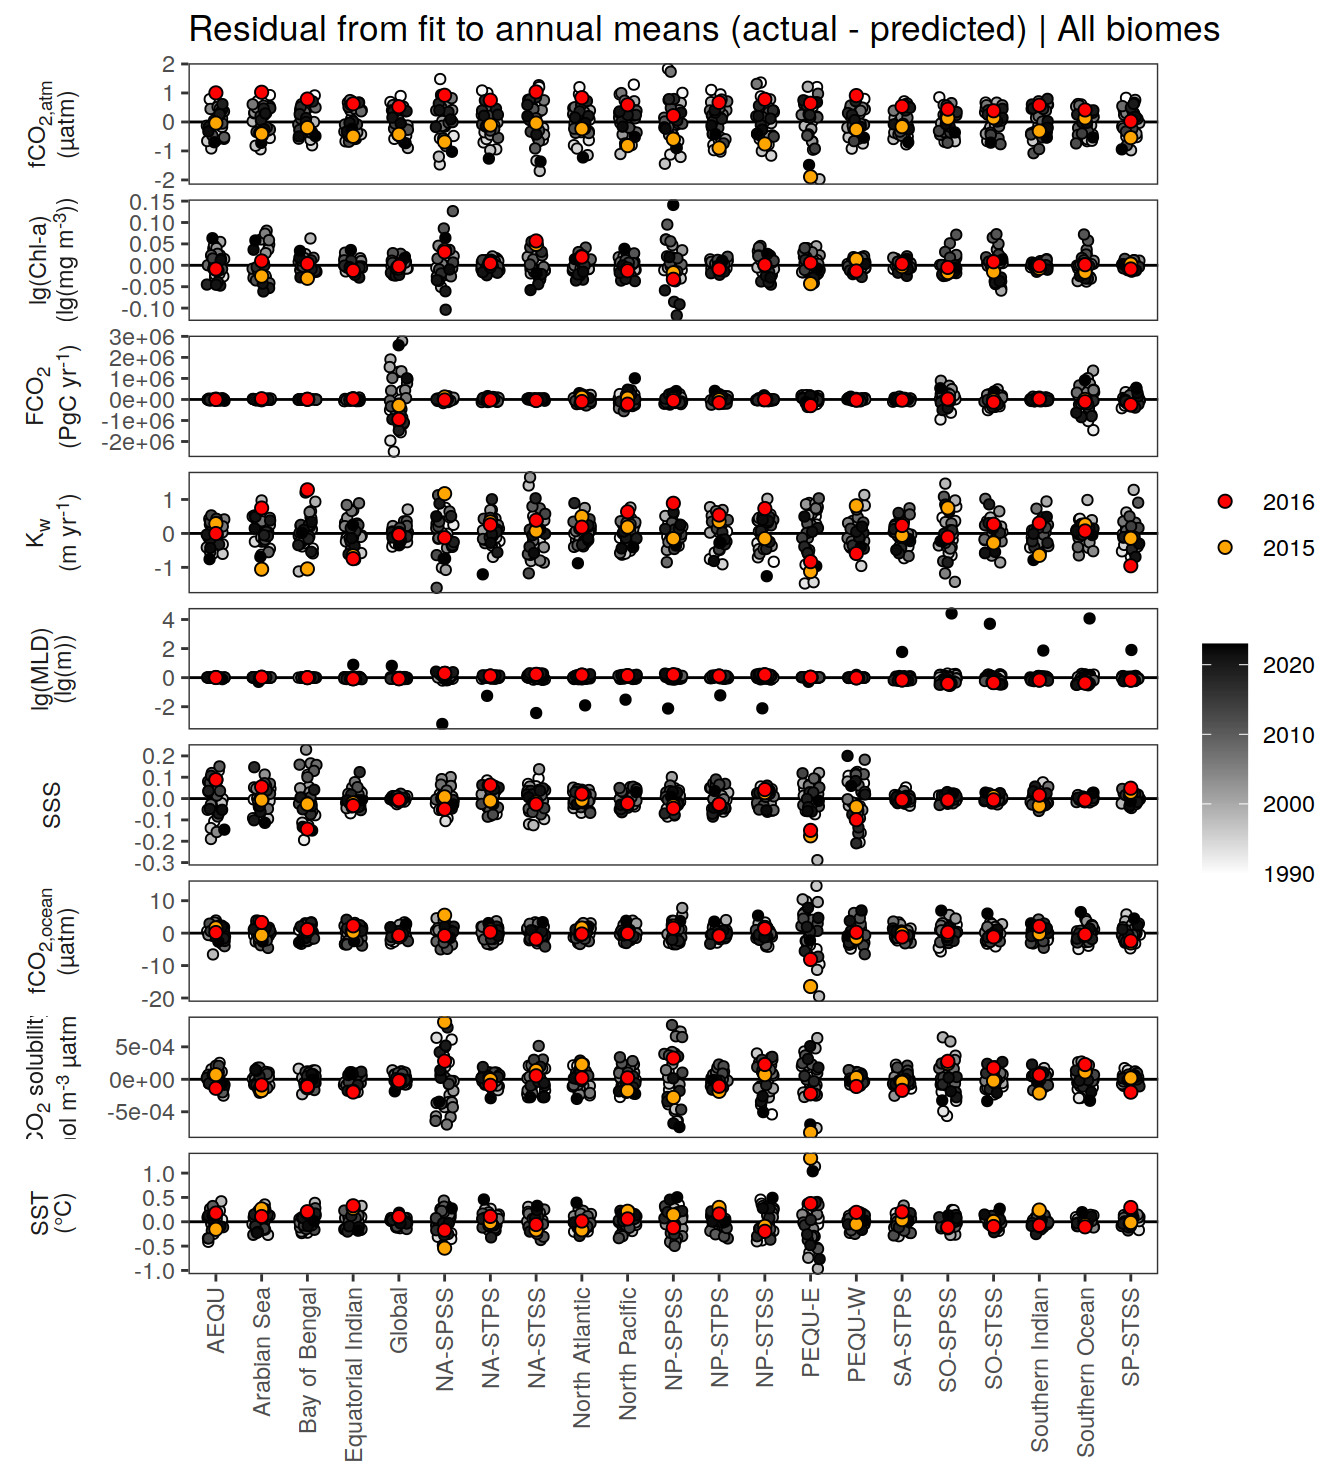 Residual from fit to annual means (actual - predicted) | All biomes
fCO2,atm
(µatm)
2
1
0
-1
-2
lg(Chl-a)
(lg(mg m-3))
0.15
0.10
0.05
0.00
-0.05
-0.10
FCO2
(PgC yr-1)
3e+06
2e+06
1e+06
0e+00
-1e+06
-2e+06
Kw
(m yr-1)
1
0
-1
lg(MLD)
(lg(m))
4
2
0
-2
SSS
0.2
0.1
0.0
-0.1
-0.2
-0.3
fCO2,ocean
(µatm)
10
0
-10
-20
CO2 solubilit
ol m-3 µatm
5e-04
0e+00
-5e-04
SST
(°C)
1.0
0.5
0.0
-0.5
-1.0
AEQU
Arabian Sea
Bay of Bengal
Equatorial Indian
Global
NA-SPSS
NA-STPS
NA-STSS
North Atlantic
North Pacific
NP-SPSS
NP-STPS
NP-STSS
PEQU-E
PEQU-W
SA-STPS
SO-SPSS
SO-STSS
Southern Indian
Southern Ocean
SP-STSS
2016
2015
2020
2010
2000
1990